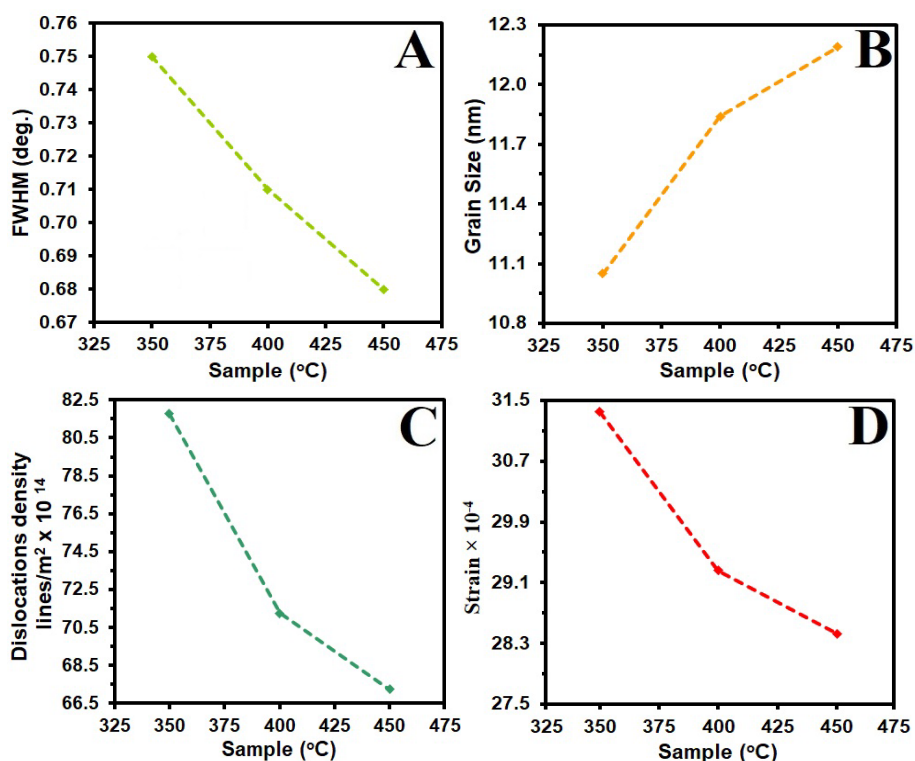 A
FWHM (deg.)
0.76
0.75
0.74
0.73
0.72
0.71
0.70
0.69
0.68
0.67
325 350 375 400 425 450 475
Sample (°C)
B
Grain Size (nm)
12.3
12.0
11.7
11.4
11.1
10.8
325 350 375 400 425 450 475
Sample (°C)
C
Dislocations density
lines/m² x 10 ¹⁴
82.5
80.5
78.5
76.5
74.5
72.5
70.5
68.5
66.5
325 350 375 400 425 450 475
Sample (°C)
D
Strain × 10⁻⁴
31.5
30.7
29.9
29.1
28.3
27.5
325 350 375 400 425 450 475
Sample (°C)